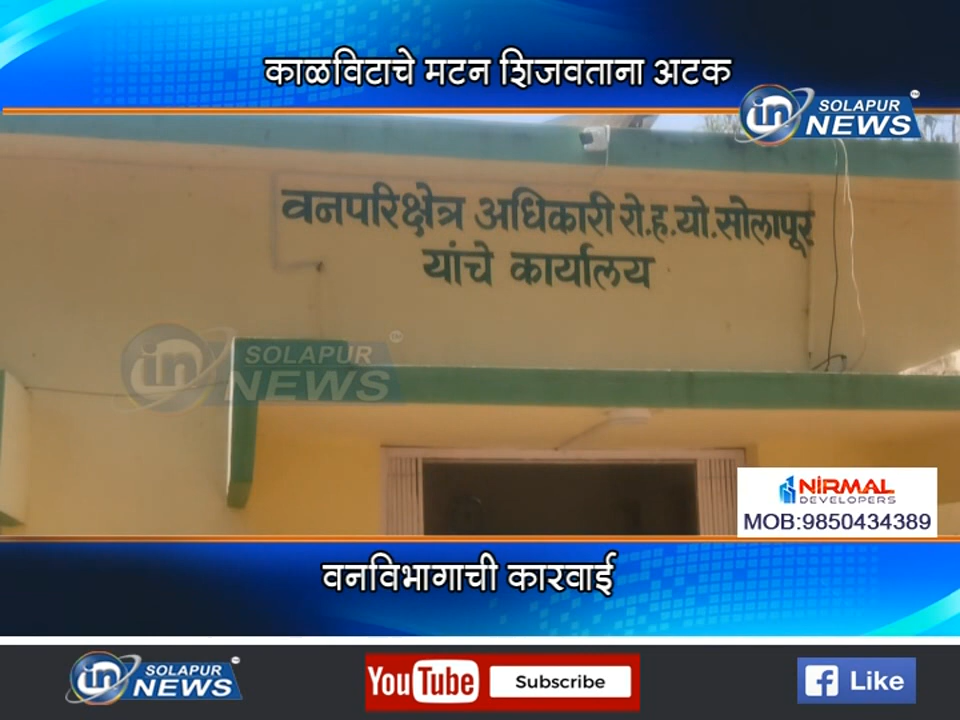 काळविटाचे मटन शिजवताना अटक
in SOLAPUR NEWS
वनपरिक्षेत्र अधिकारी रो.ह.यो.सोलापूर
यांचे कार्यालय
in SOLAPUR NEWS
NIRMAL
DEVELOPERS
MOB:9850434389
वनविभागाची कारवाई
in SOLAPUR NEWS
YouTube Subscribe
f Like